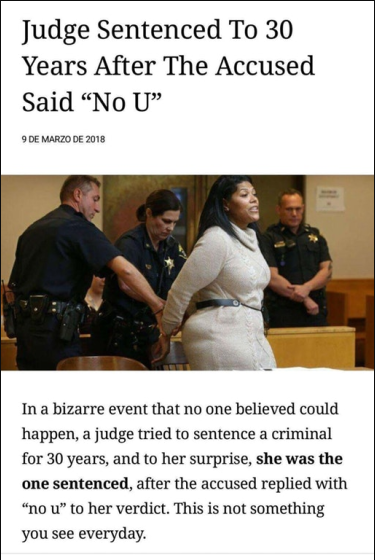 Judge Sentenced To 30
Years After The Accused
Said “No U”
9 DE MARZO DE 2018
In a bizarre event that no one believed could
happen, a judge tried to sentence a criminal
for 30 years, and to her surprise, she was the
one sentenced, after the accused replied with
“no u” to her verdict. This is not something
you see everyday.